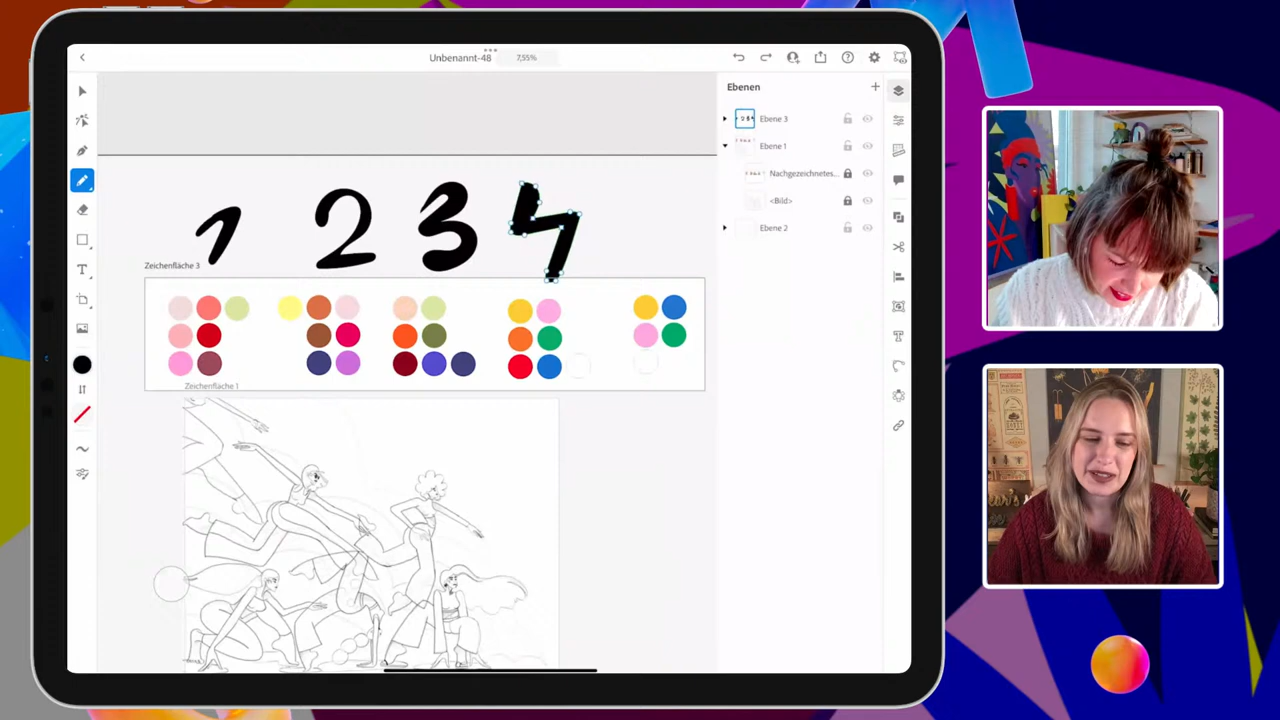 Unbenannt-48
7,55%
Ebenen
Ebene 3
Ebene 1
Nachgezeichnetes...
<Bild>
Ebene 2
1 2 3 4
Zeichenfläche 3
Zeichenfläche 1